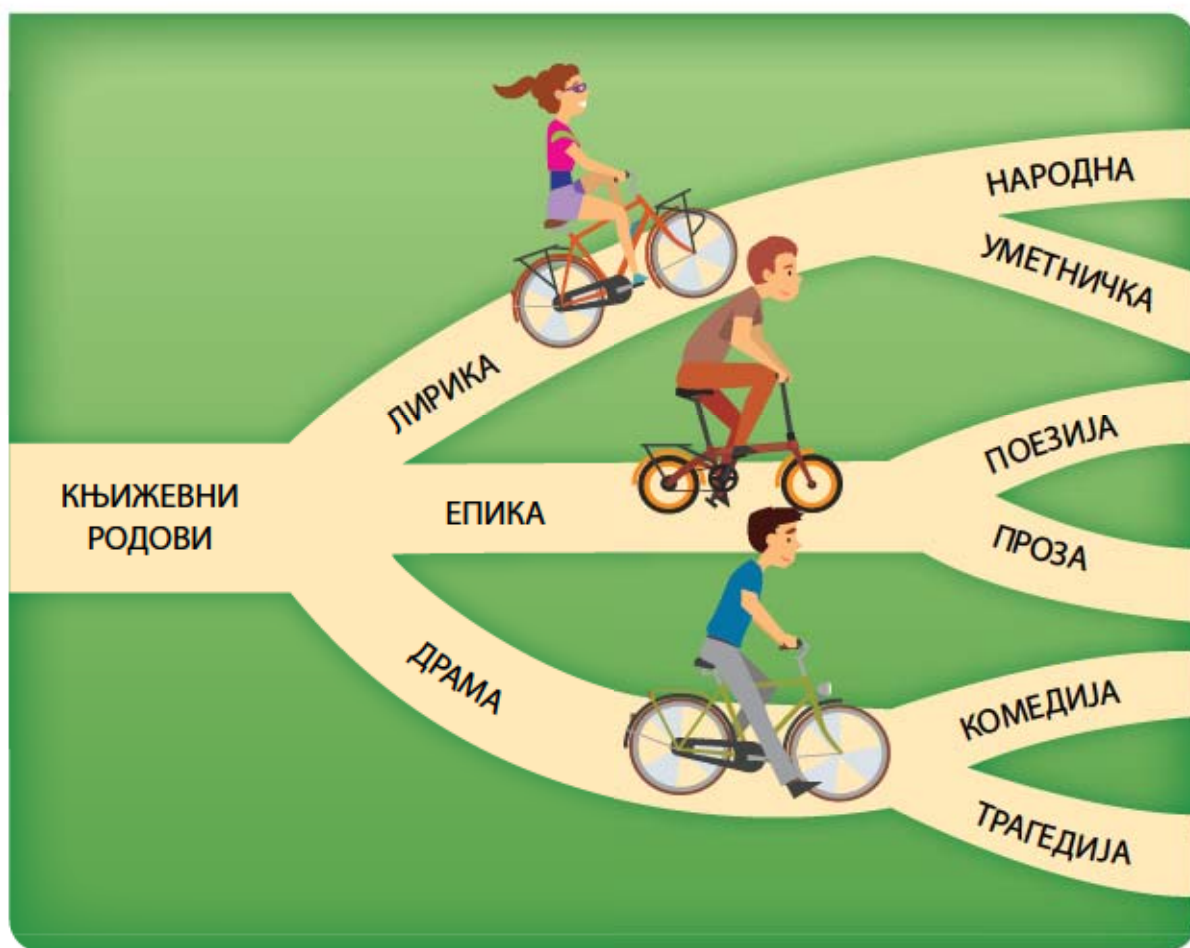 КЊИЖЕВНИ
РОДОВИ
ЛИРИКА
НАРОДНА
УМЕТНИЧКА
ЕПИКА
ПОЕЗИЈА
ПРОЗА
ДРАМА
КОМЕДИЈА
ТРАГЕДИЈА